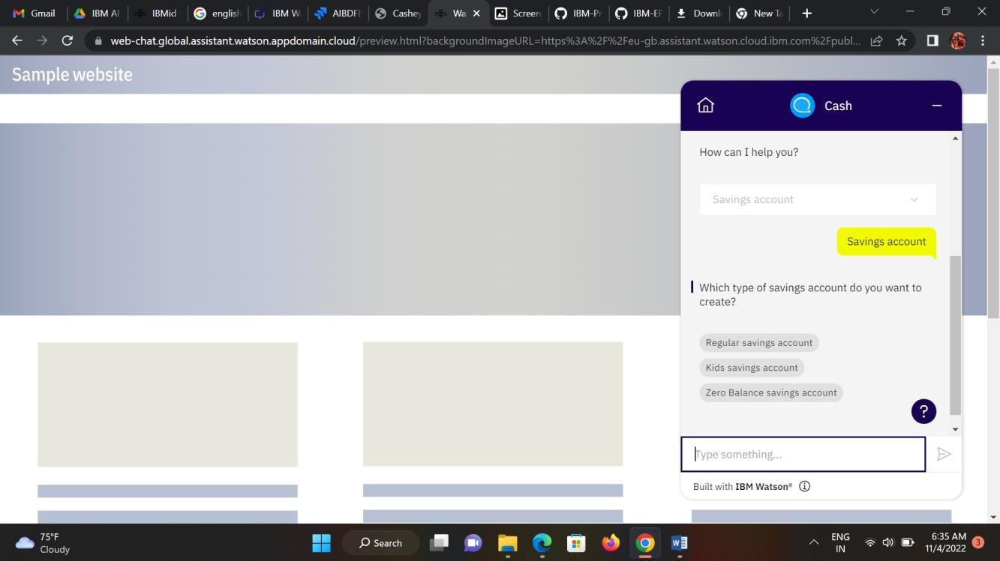 Gmail
IBM AI
IBMid
english
IBM W
AIBDFE
Cashey
Wa
Screen
IBM-Pr
IBM-EP
Downl
New Ta
web-chat.global.assistant.watson.appdomain.cloud/preview.html?backgroundImageURL=https%3A%2F%2Feu-gb.assistant.watson.cloud.ibm.com%2Fpubl...
Sample website
Cash
How can I help you?
Savings account
Savings account
Which type of savings account do you want to
create?
Regular savings account
Kids savings account
Zero Balance savings account
?
Type something...
Built with IBM Watson®
75°F
Cloudy
Search
ENG
IN
6:35 AM
11/4/2022
3